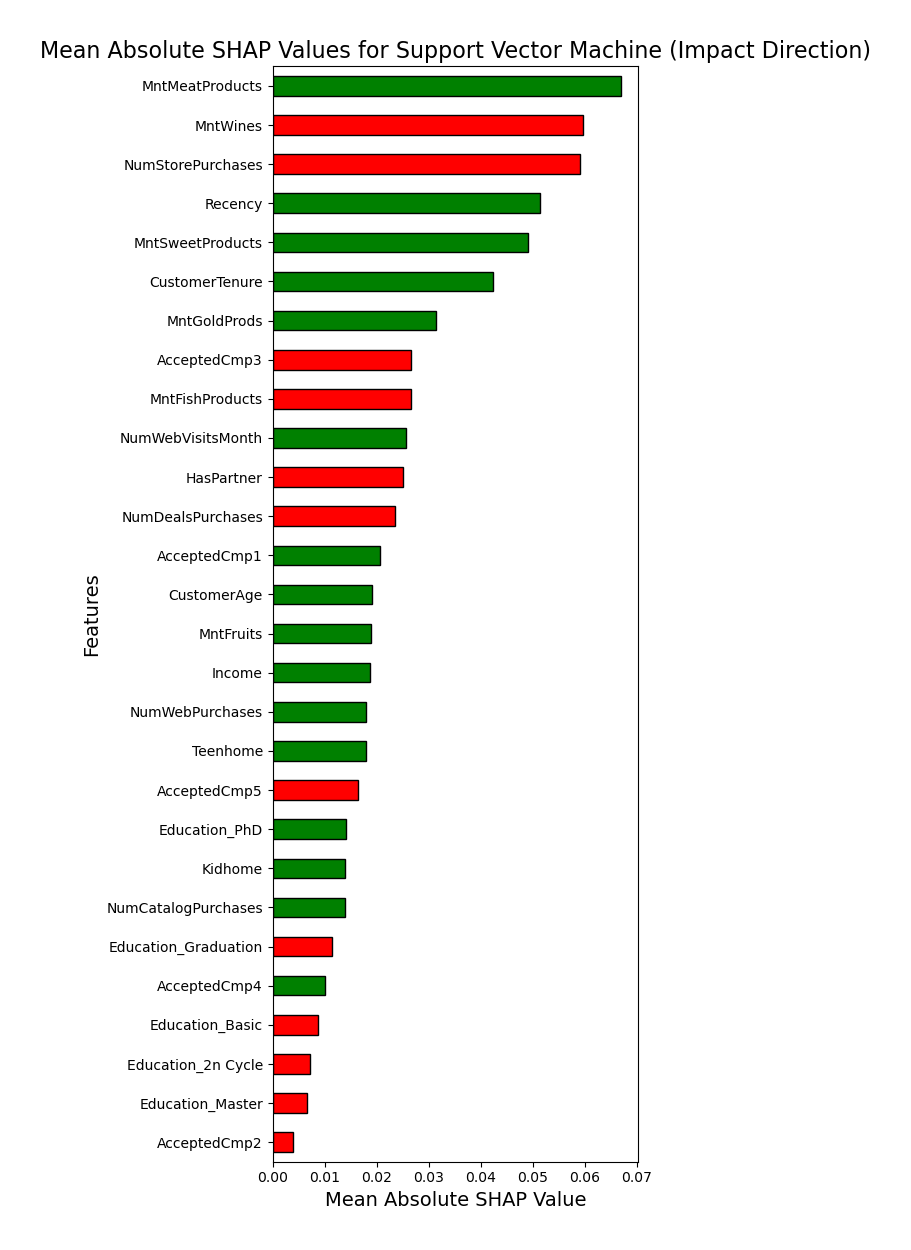 Mean Absolute SHAP Values for Support Vector Machine (Impact Direction)
MntMeatProducts
MntWines
NumStorePurchases
Recency
MntSweetProducts
CustomerTenure
MntGoldProds
AcceptedCmp3
MntFishProducts
NumWebVisitsMonth
HasPartner
NumDealsPurchases
AcceptedCmp1
CustomerAge
MntFruits
Income
NumWebPurchases
Teenhome
AcceptedCmp5
Education_PhD
Kidhome
NumCatalogPurchases
Education_Graduation
AcceptedCmp4
Education_Basic
Education_2n Cycle
Education_Master
AcceptedCmp2
Features
0.00 0.01 0.02 0.03 0.04 0.05 0.06 0.07
Mean Absolute SHAP Value